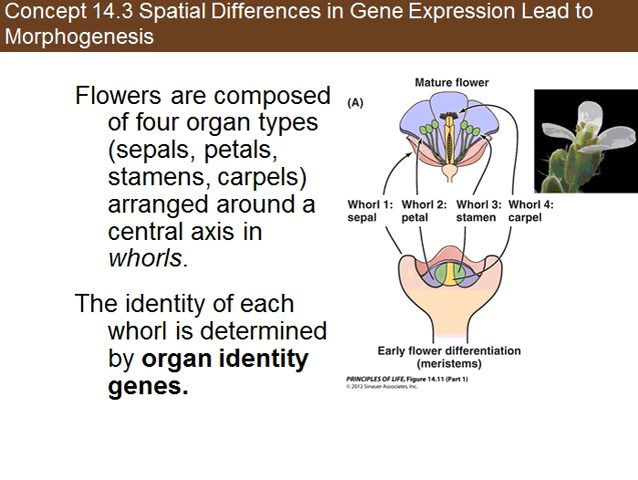 Concept 14.3 Spatial Differences in Gene Expression Lead to
Morphogenesis
Flowers are composed
of four organ types
(sepals, petals,
stamens, carpels)
arranged around a
central axis in
whorls.
The identity of each
whorl is determined
by organ identity
genes.
Mature flower
(A)
Whorl 1: Whorl 2: Whorl 3: Whorl 4:
sepal petal stamen carpel
Early flower differentiation
(meristems)
PRINCIPLES OF LIFE, Figure 14.11 (Part 1)
© 2012 Sinauer Associates, Inc.